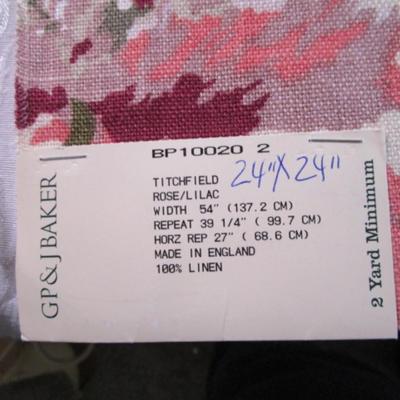 BP10020 2
24"X24"
TITCHFIELD
ROSE/LILAC
WIDTH 54" (137.2 CM)
REPEAT 39 1/4" ( 99.7 CM)
HORZ REP 27" ( 68.6 CM)
MADE IN ENGLAND
100% LINEN
GP&J BAKER
2 Yard Minimum